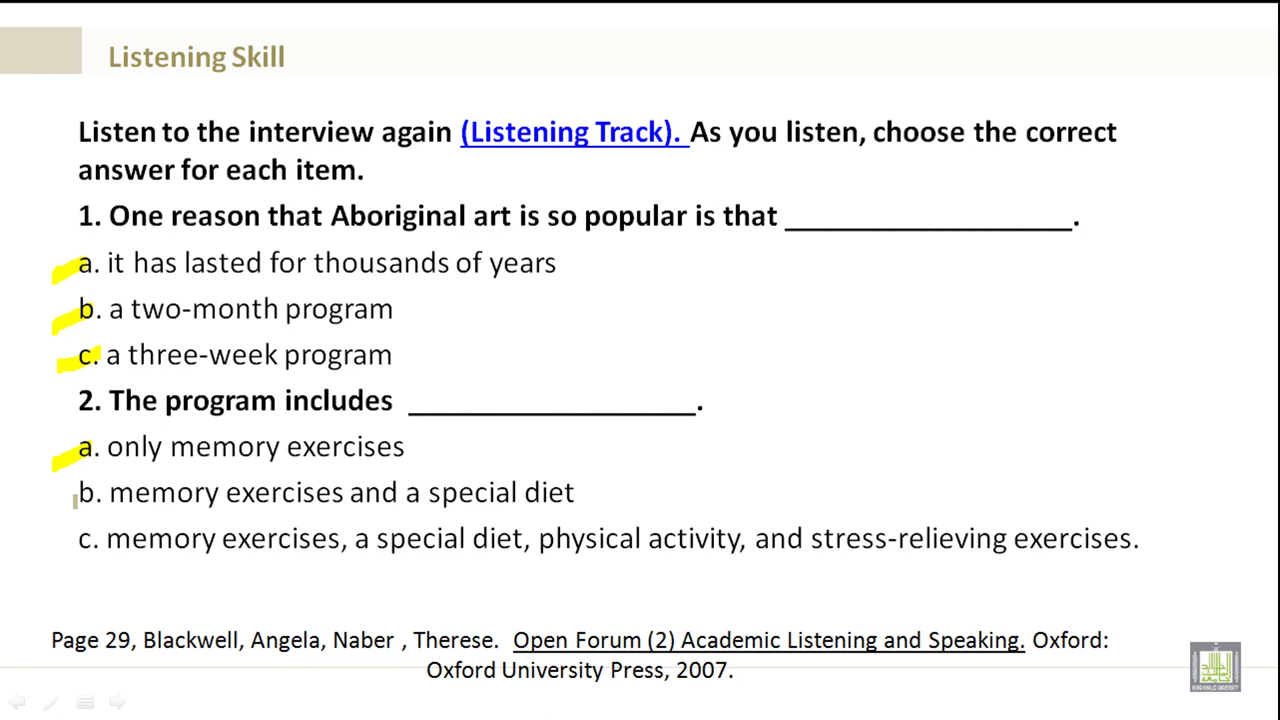 Listening Skill
Listen to the interview again (Listening Track). As you listen, choose the correct
answer for each item.
1. One reason that Aboriginal art is so popular is that ___________________.
a. it has lasted for thousands of years
b. a two-month program
c. a three-week program
2. The program includes ___________________.
a. only memory exercises
b. memory exercises and a special diet
c. memory exercises, a special diet, physical activity, and stress-relieving exercises.
Page 29, Blackwell, Angela, Naber , Therese. Open Forum (2) Academic Listening and Speaking. Oxford:
Oxford University Press, 2007.
KING KHALID UNIVERSITY